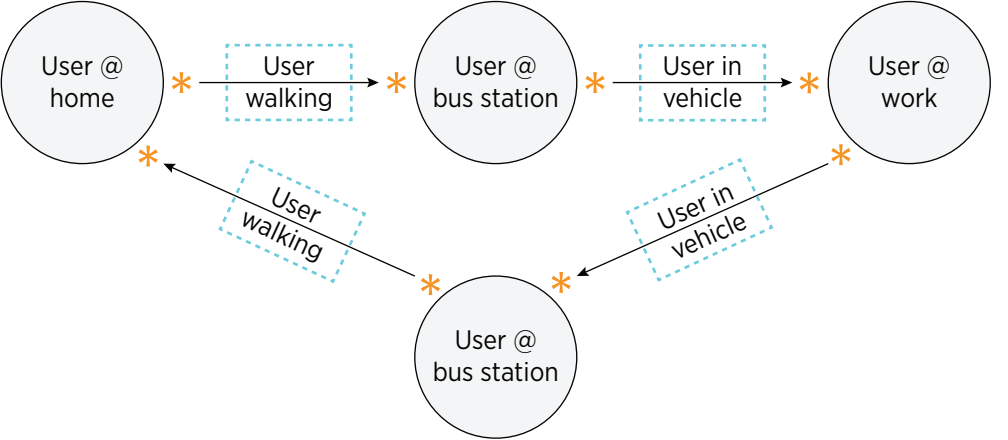 User @
home
*
User
walking
*
User @
bus station
*
User in
vehicle
*
User @
work
*
*
User
walking
User in
vehicle
*
*
User @
bus station